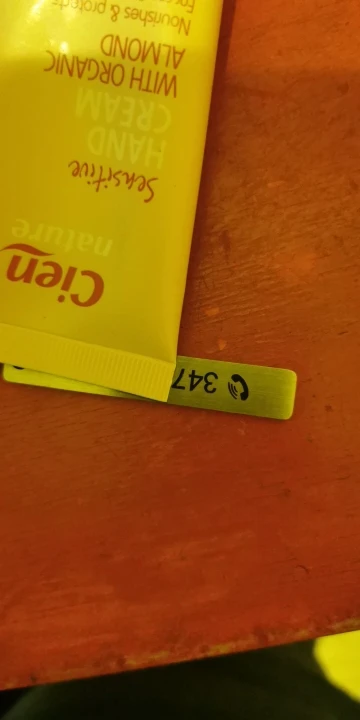 Cien
nature
Sensitive
HAND
CREAM
WITH ORGANIC
ALMOND
Nourishes & protects
347